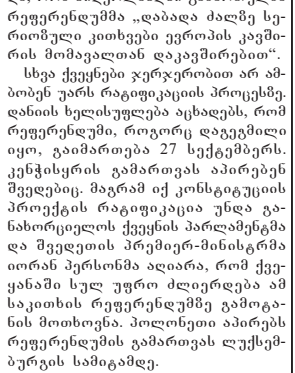 რეფერენდუმმა „დაბადა ძალზე სე-
რიოზული კითხვები ევროპის კავში-
რის მომავალთან დაკავშირებით“.
სხვა ქვეყნები ჯერჯერობით არ ამ-
ბობენ უარს რატიფიკაციის პროცესზე.
დანიის ხელისუფლება აცხადებს, რომ
რეფერენდუმი, როგორც დაგეგმილი
იყო, გაიმართება 27 სექტემბერს.
კენჭისყრის გამართვას აპირებენ
შვედებიც. მაგრამ იქ კონსტიტუციის
პროექტის რატიფიკაცია უნდა გა-
ნახორციელოს ქვეყნის პარლამენტმა
და შვედეთის პრემიერ-მინისტრმა
იორან პერსონმა აღიარა, რომ ქვე-
ყანაში სულ უფრო ძლიერდება ამ
საკითხის რეფერენდუმზე გამოტა-
ნის მოთხოვნა. პოლონეთი აპირებს
რეფერენდუმის გამართვას ლუქსემ-
ბურგის სამიტამდე.